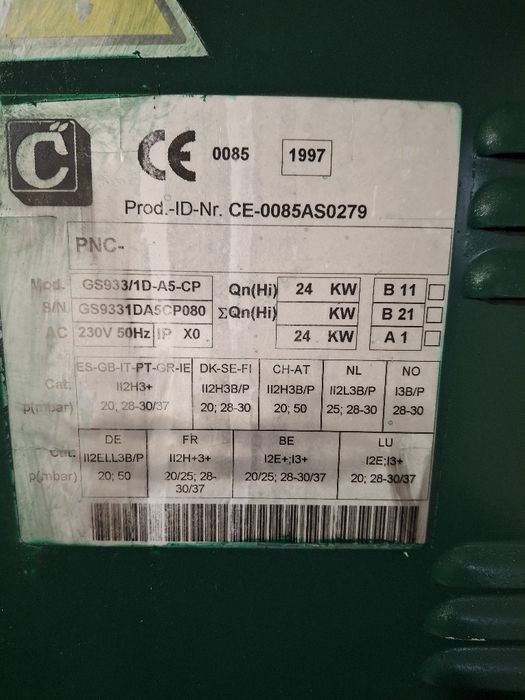 C CE 0085 1997
Prod.-ID-Nr. CE-0085AS0279
PNC-
Mod. GS933/1D-A5-CP Qn(Hi) 24 KW B 11
S/N GS9331DA5CP080 ΣQn(Hi) KW B 21
AC 230V 50Hz IP X0 24 KW A 1
ES-GB-IT-PT-GR-IE DK-SE-FI CH-AT NL NO
Cat. II2H3+ II2H3B/P II2H3B/P II2L3B/P I3B/P
p(mbar) 20; 28-30/37 20; 28-30 20; 50 25; 28-30 28-30
DE FR BE LU
Cat. II2ELL3B/P II2H+3+ I2E+;I3+ I2E;I3+
p(mbar) 20; 50 20/25; 28-30/37 20/25; 28-30/37 20; 28-30/37